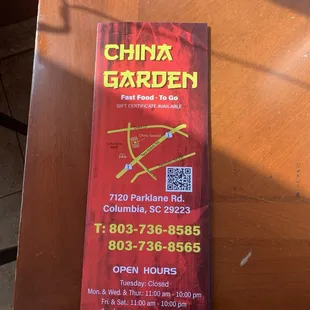 CHINA
GARDEN
Fast Food - To Go
GIFT CERTIFICATE AVAILABLE
7120 Parklane Rd.
Columbia, SC 29223
T: 803-736-8585
803-736-8565
OPEN HOURS
Tuesday: Closed
Mon. & Wed. & Thur.: 11:00 am - 10:00 pm
Fri. & Sat.: 11:00 am - 10:00 pm